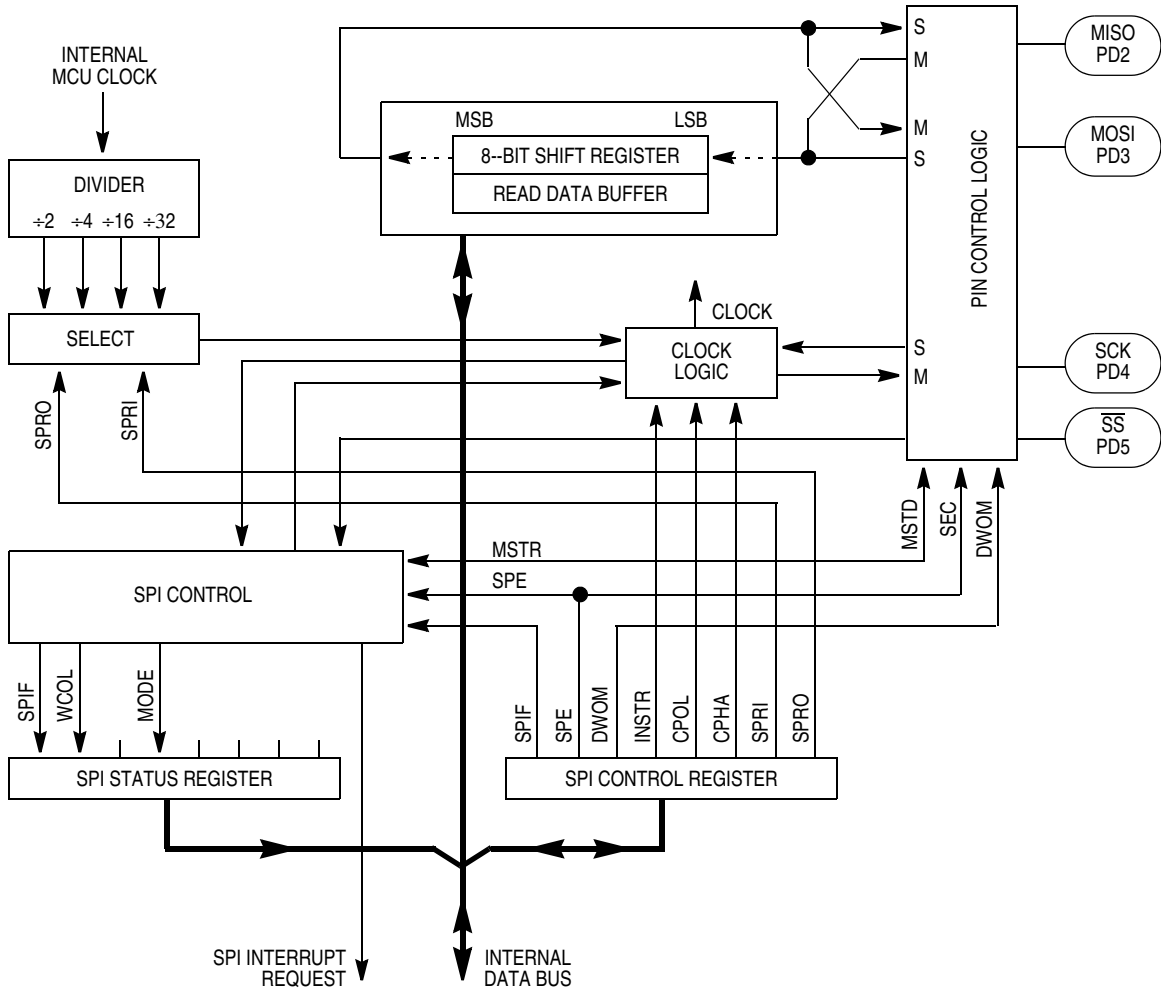 INTERNAL
MCU CLOCK
DIVIDER
÷2 ÷4 ÷16 ÷32
SELECT
SPRO
SPRI
MSB LSB
8--BIT SHIFT REGISTER
READ DATA BUFFER
S
M
M
S
PIN CONTROL LOGIC
MISO
PD2
MOSI
PD3
CLOCK
CLOCK
LOGIC
S
M
SCK
PD4
SS
PD5
MSTD
SEC
DWOM
MSTR
SPE
SPI CONTROL
SPIF
WCOL
MODE
SPI STATUS REGISTER
SPIF
SPE
DWOM
INSTR
CPOL
CPHA
SPRI
SPRO
SPI CONTROL REGISTER
SPI INTERRUPT
REQUEST
INTERNAL
DATA BUS